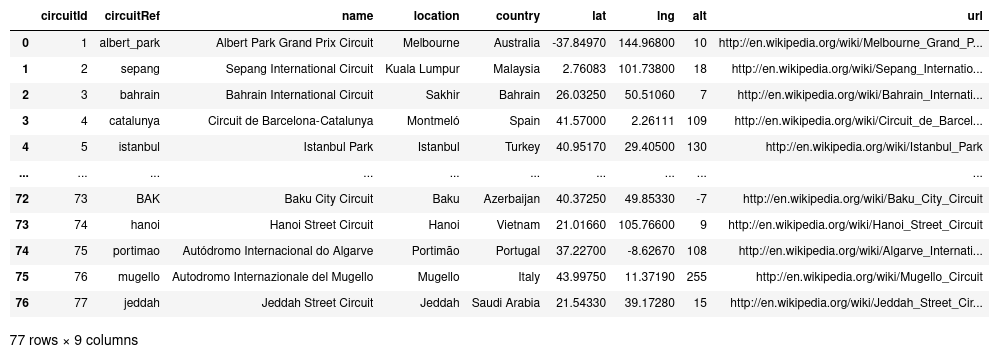 circuitId circuitRef name location country lat lng alt url
0 1 albert_park Albert Park Grand Prix Circuit Melbourne Australia -37.84970 144.96800 10 http://en.wikipedia.org/wiki/Melbourne_Grand_P...
1 2 sepang Sepang International Circuit Kuala Lumpur Malaysia 2.76083 101.73800 18 http://en.wikipedia.org/wiki/Sepang_Internatio...
2 3 bahrain Bahrain International Circuit Sakhir Bahrain 26.03250 50.51060 7 http://en.wikipedia.org/wiki/Bahrain_Internati...
3 4 catalunya Circuit de Barcelona-Catalunya Montmeló Spain 41.57000 2.26111 109 http://en.wikipedia.org/wiki/Circuit_de_Barcel...
4 5 istanbul Istanbul Park Istanbul Turkey 40.95170 29.40500 130 http://en.wikipedia.org/wiki/Istanbul_Park
... ... ... ... ... ... ... ... ... ...
72 73 BAK Baku City Circuit Baku Azerbaijan 40.37250 49.85330 -7 http://en.wikipedia.org/wiki/Baku_City_Circuit
73 74 hanoi Hanoi Street Circuit Hanoi Vietnam 21.01660 105.76600 9 http://en.wikipedia.org/wiki/Hanoi_Street_Circuit
74 75 portimao Autódromo Internacional do Algarve Portimão Portugal 37.22700 -8.62670 108 http://en.wikipedia.org/wiki/Algarve_Internati...
75 76 mugello Autodromo Internazionale del Mugello Mugello Italy 43.99750 11.37190 255 http://en.wikipedia.org/wiki/Mugello_Circuit
76 77 jeddah Jeddah Street Circuit Jeddah Saudi Arabia 21.54330 39.17280 15 http://en.wikipedia.org/wiki/Jeddah_Street_Cir...
77 rows × 9 columns